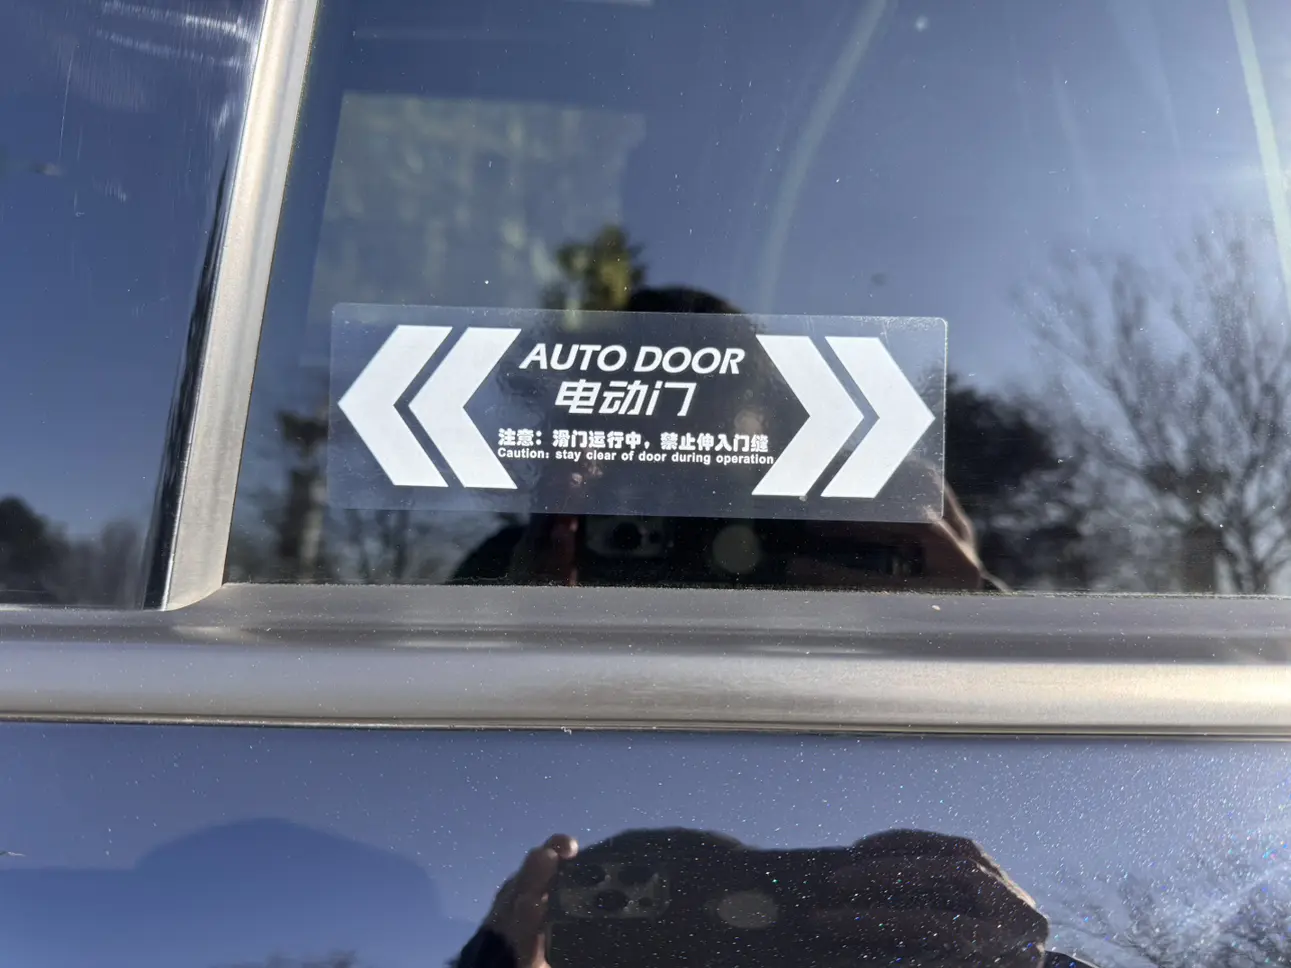 AUTO DOOR
电动门
注意：滑门运行中，禁止伸入门缝
Caution: stay clear of door during operation